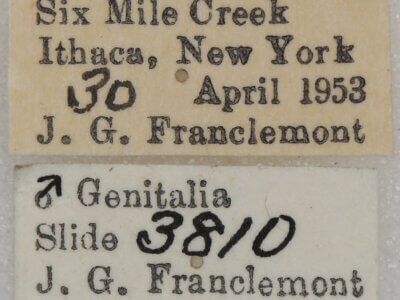 Six Mile Creek
Ithaca, New York
30 April 1953
J. G. Franclemont
♂ Genitalia
Slide 3810
J. G. Franclemont